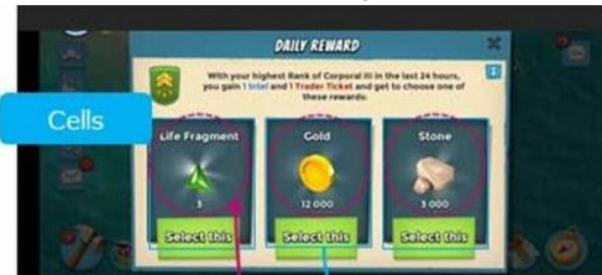 DAILY REWARD
With your highest Rank of Corporal III in the last 24 hours,
you gain 1 Intel and 1 Trader Ticket and get to choose one of
these rewards:
Cells
Life Fragment
3
Select this
Gold
12 000
Select this
Stone
3 000
Select this